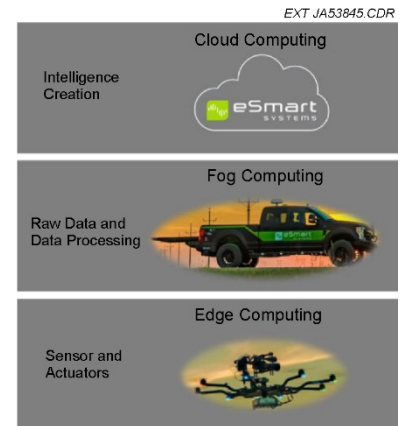 EXT JA53845.CDR
Cloud Computing
Intelligence
Creation
eSmart
SYSTEMS
Fog Computing
Raw Data and
Data Processing
eSmart
Edge Computing
Sensor and
Actuators